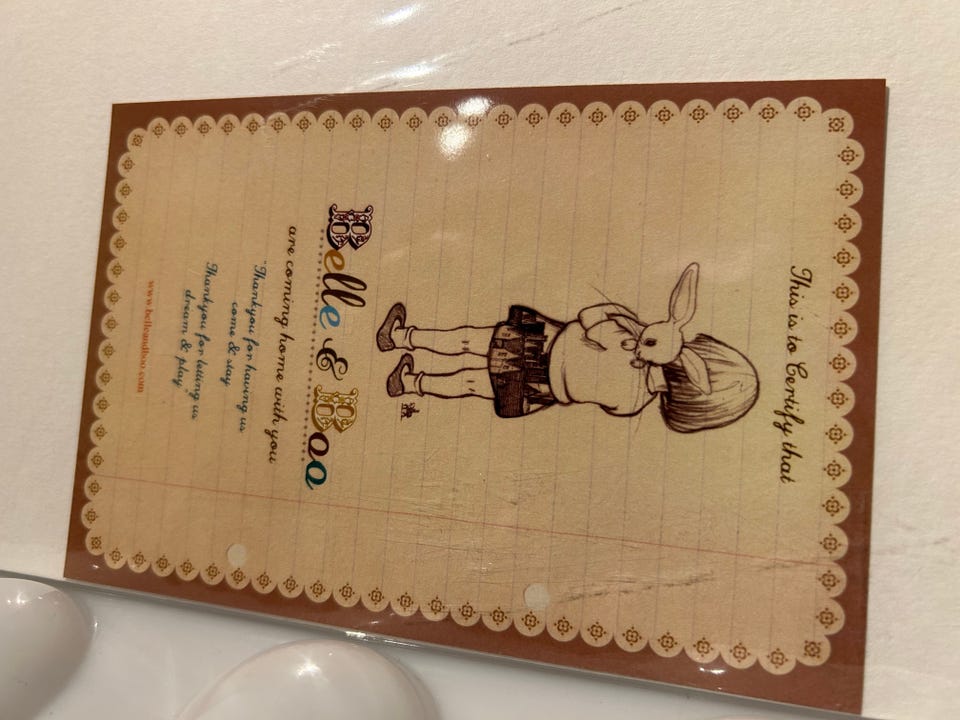 This is to Certify that
Belle & Boo
are coming home with you
"Thankyou for having us
come & stay
Thankyou for letting us
dream & play"
www.belleandboo.com